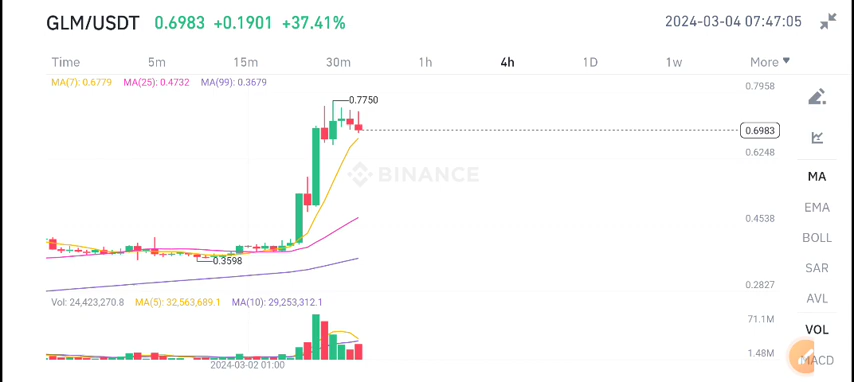 GLM/USDT 0.6983 +0.1901 +37.41% 2024-03-04 07:47:05
Time 5m 15m 30m 1h 4h 1D 1w More
MA(7): 0.6779 MA(25): 0.4732 MA(99): 0.3679
0.7958
0.7750
0.6983
0.6248
BINANCE
0.4538
0.3598
0.2827
Vol: 24,423,270.8 MA(5): 32,563,689.1 MA(10): 29,253,312.1
71.1M
1.48M
2024-03-02 01:00
MA
EMA
BOLL
SAR
AVL
VOL
MACD